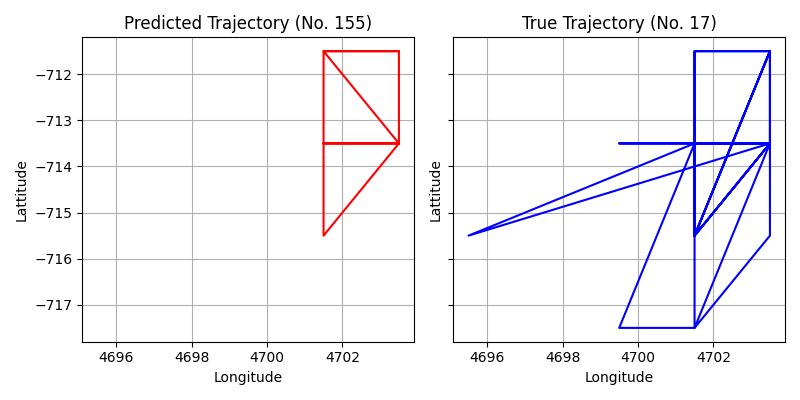 Predicted Trajectory (No. 155)
True Trajectory (No. 17)
Lattitude
−712
−713
−714
−715
−716
−717
4696
4698
4700
4702
Longitude
Lattitude
4696
4698
4700
4702
Longitude